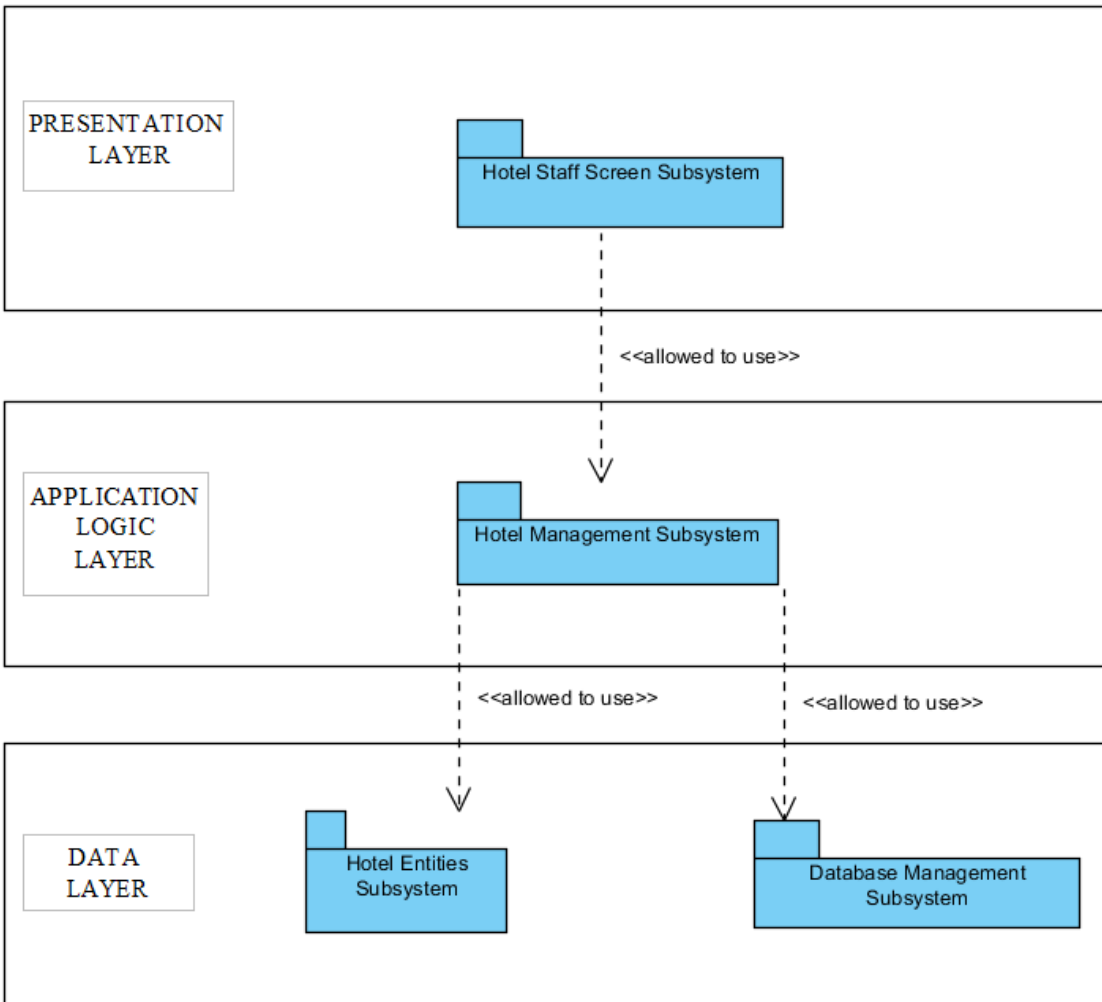 PRESENTATION
LAYER
Hotel Staff Screen Subsystem
<<allowed to use>>
APPLICATION
LOGIC
LAYER
Hotel Management Subsystem
<<allowed to use>>
<<allowed to use>>
DATA
LAYER
Hotel Entities
Subsystem
Database Management
Subsystem